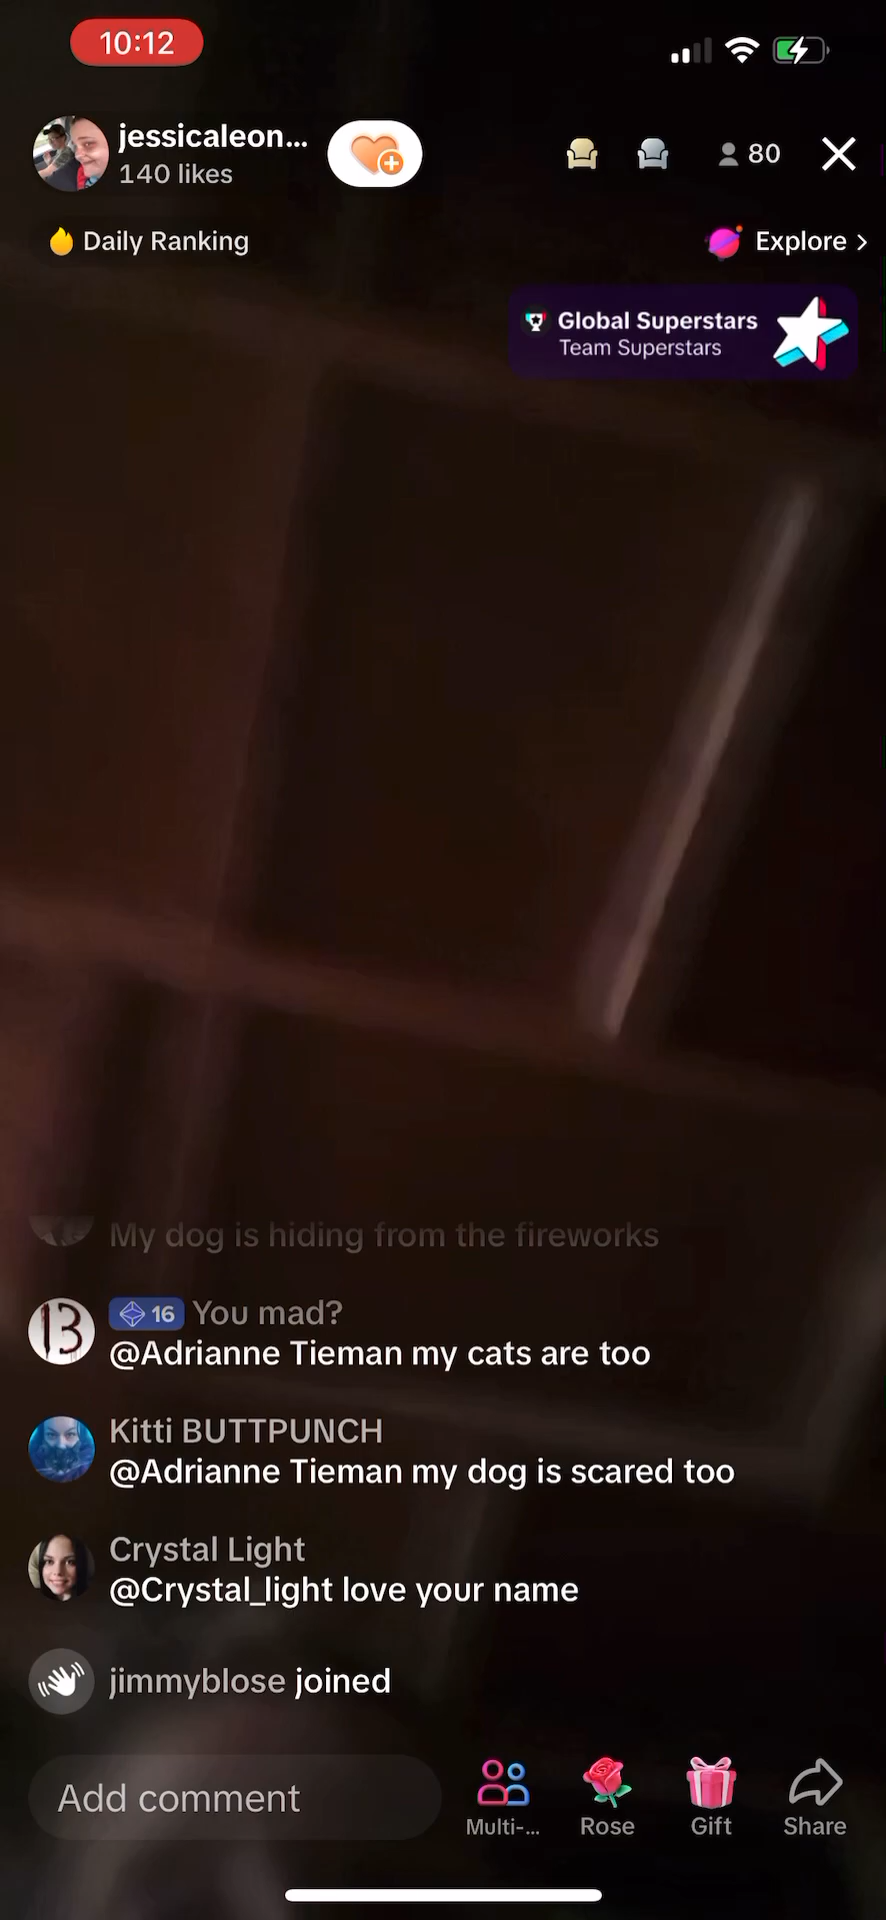 10:12
jessicaleon...
140 likes
80
Daily Ranking
Explore >
Global Superstars
Team Superstars
My dog is hiding from the fireworks
13
16 You mad?
@Adrianne Tieman my cats are too
Kitti BUTTPUNCH
@Adrianne Tieman my dog is scared too
Crystal Light
@Crystal_light love your name
jimmyblose joined
Add comment
Multi-...
Rose
Gift
Share